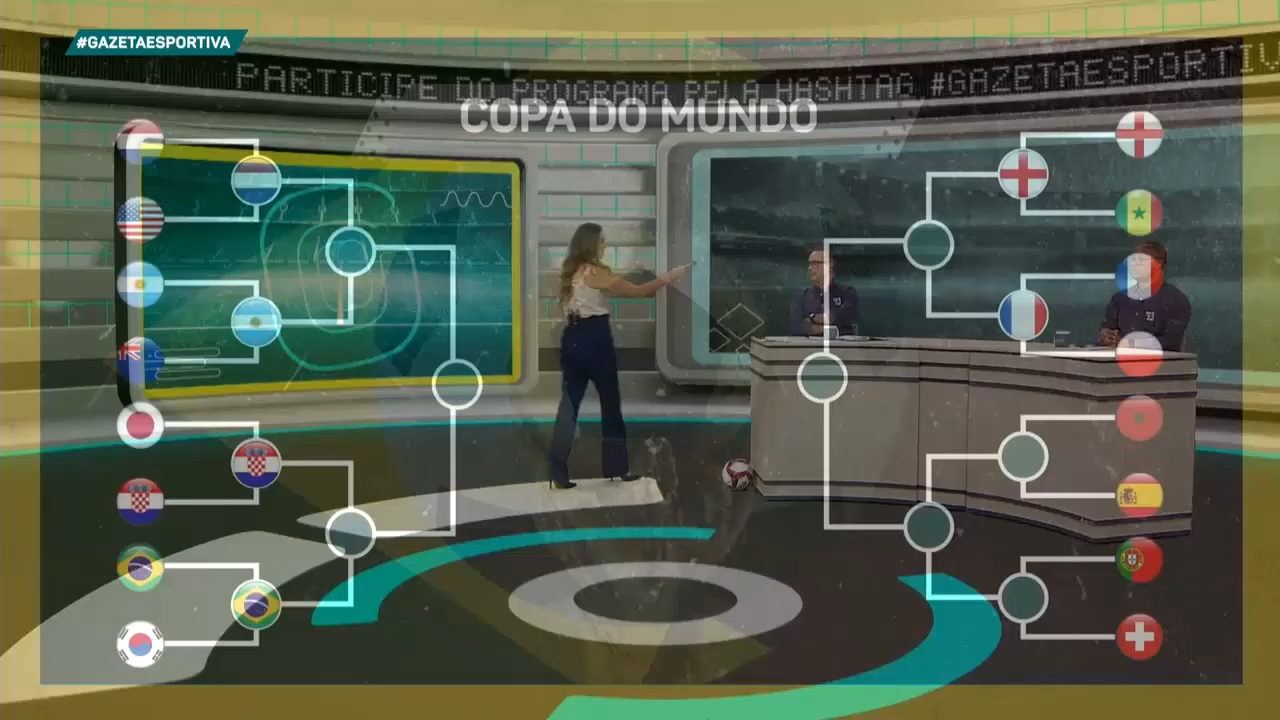 #GAZETAESPORTIVA
PARTICIPE DO PROGRAMA PELA HASHTAG #GAZETAESPORTIV
COPA DO MUNDO